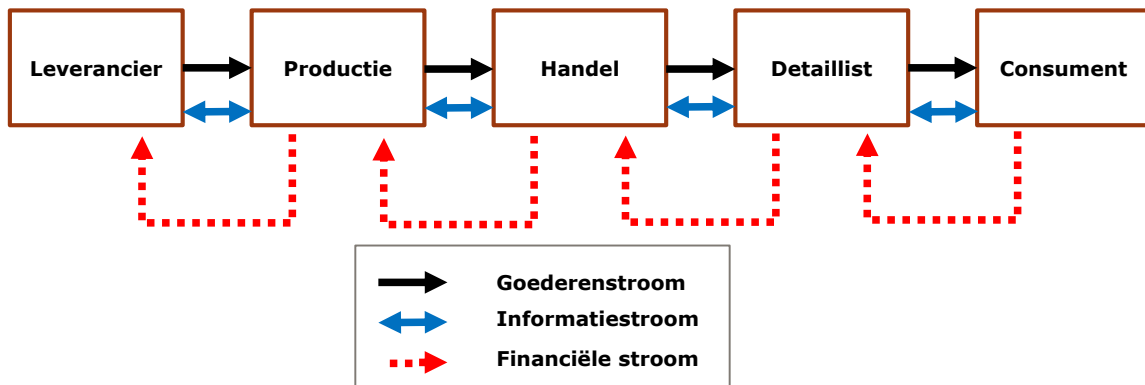 Leverancier
Productie
Handel
Detaillist
Consument
Goederenstroom
Informatiestroom
Financiële stroom